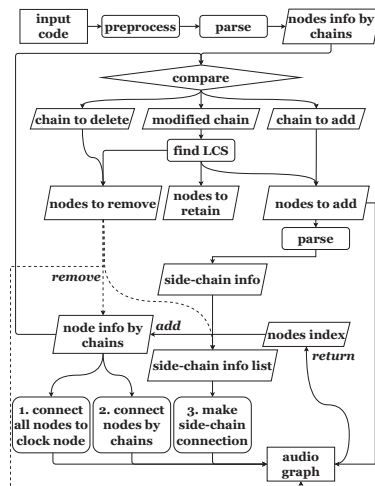 input
code
preprocess
parse
nodes info by
chains
compare
chain to delete
modified chain
chain to add
find LCS
nodes to remove
nodes to
retain
nodes to add
parse
remove
side-chain info
node info by
chains
add
nodes index
return
side-chain info list
1. connect
all nodes to
clock node
2. connect
nodes by
chains
3. make
side-chain
connection
audio
graph